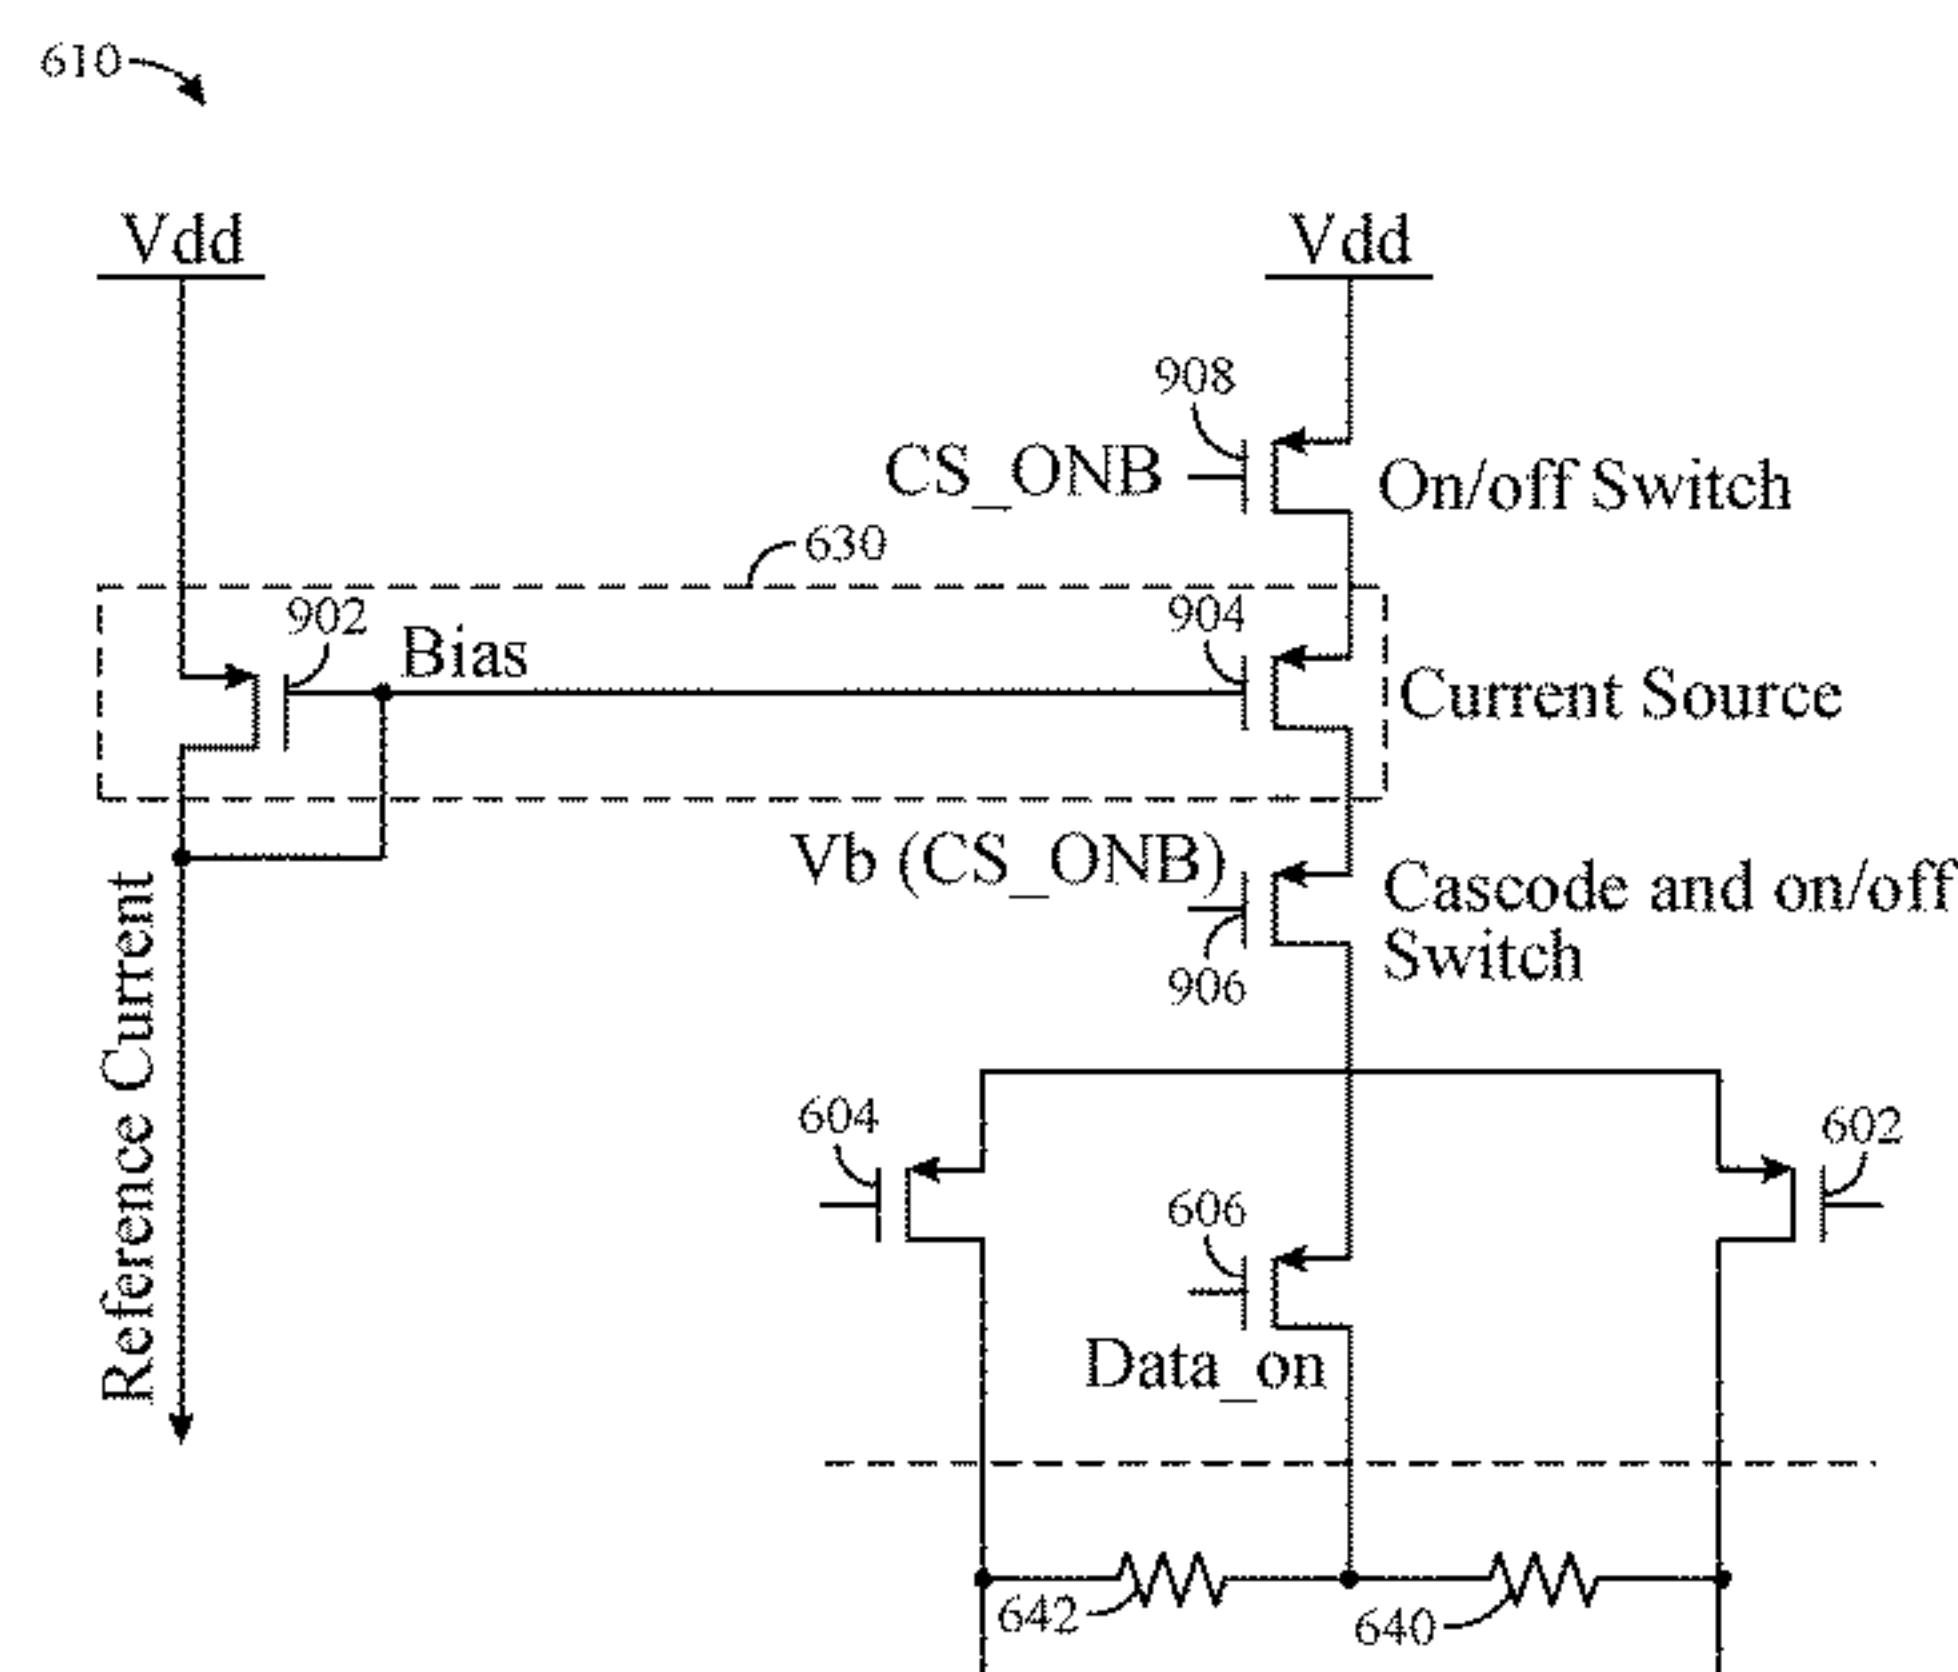 610
Vdd
Vdd
908
CS_ONB
On/off Switch
630
902
Bias
904
Current Source
Vb (CS_ONB)
Cascode and on/off
Switch
906
Reference Current
604
602
606
Data_on
642
640